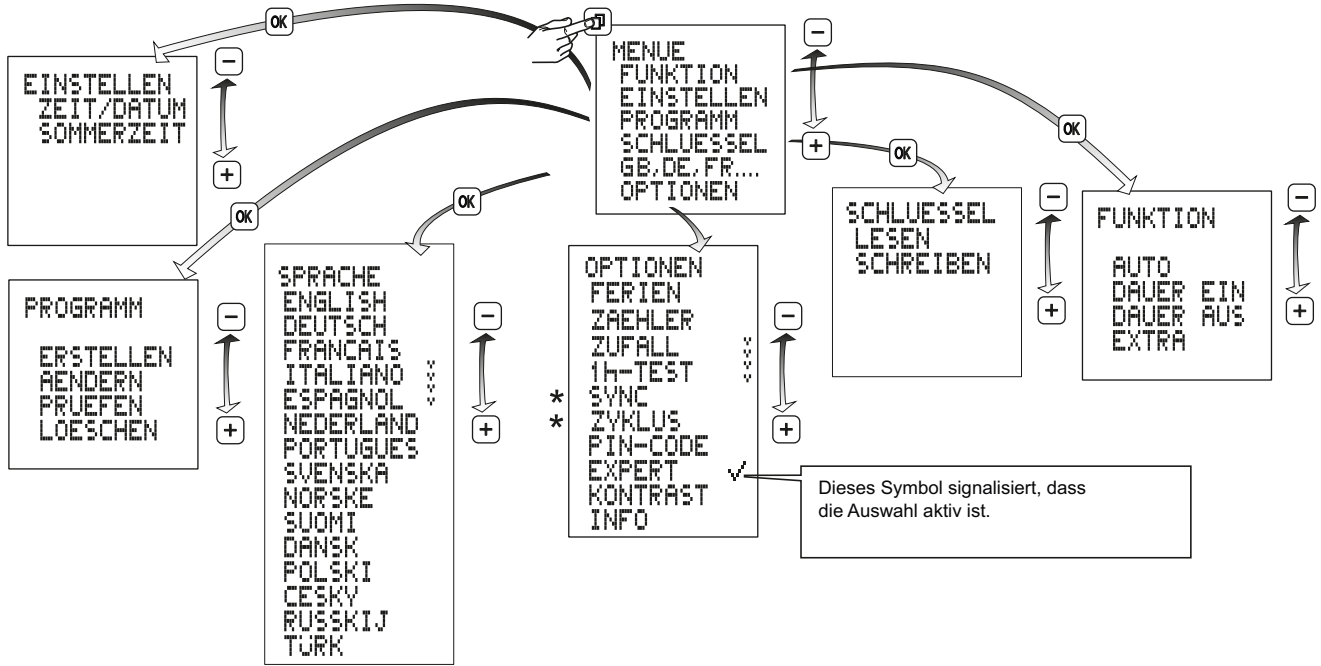 OK
EINSTELLEN
ZEIT/DATUM
SOMMERZEIT
−
+
MENUE
FUNKTION
EINSTELLEN
PROGRAMM
SCHLUESSEL
GB,DE,FR....
OPTIONEN
−
+
OK
SCHLUESSEL
LESEN
SCHREIBEN
−
+
OK
FUNKTION
AUTO
DAUER EIN
DAUER AUS
EXTRA
−
+
OK
PROGRAMM
ERSTELLEN
AENDERN
PRUEFEN
LOESCHEN
−
+
OK
SPRACHE
ENGLISH
DEUTSCH
FRANCAIS
ITALIANO
ESPAGNOL
NEDERLAND
PORTUGUES
SVENSKA
NORSKE
SUOMI
DANSK
POLSKI
CESKY
RUSSKIJ
TÜRK
−
+
OPTIONEN
FERIEN
ZAEHLER
ZUFALL
1h-TEST
* SYNC
* ZYKLUS
PIN-CODE
EXPERT ✓
KONTRAST
INFO
−
+
Dieses Symbol signalisiert, dass
die Auswahl aktiv ist.